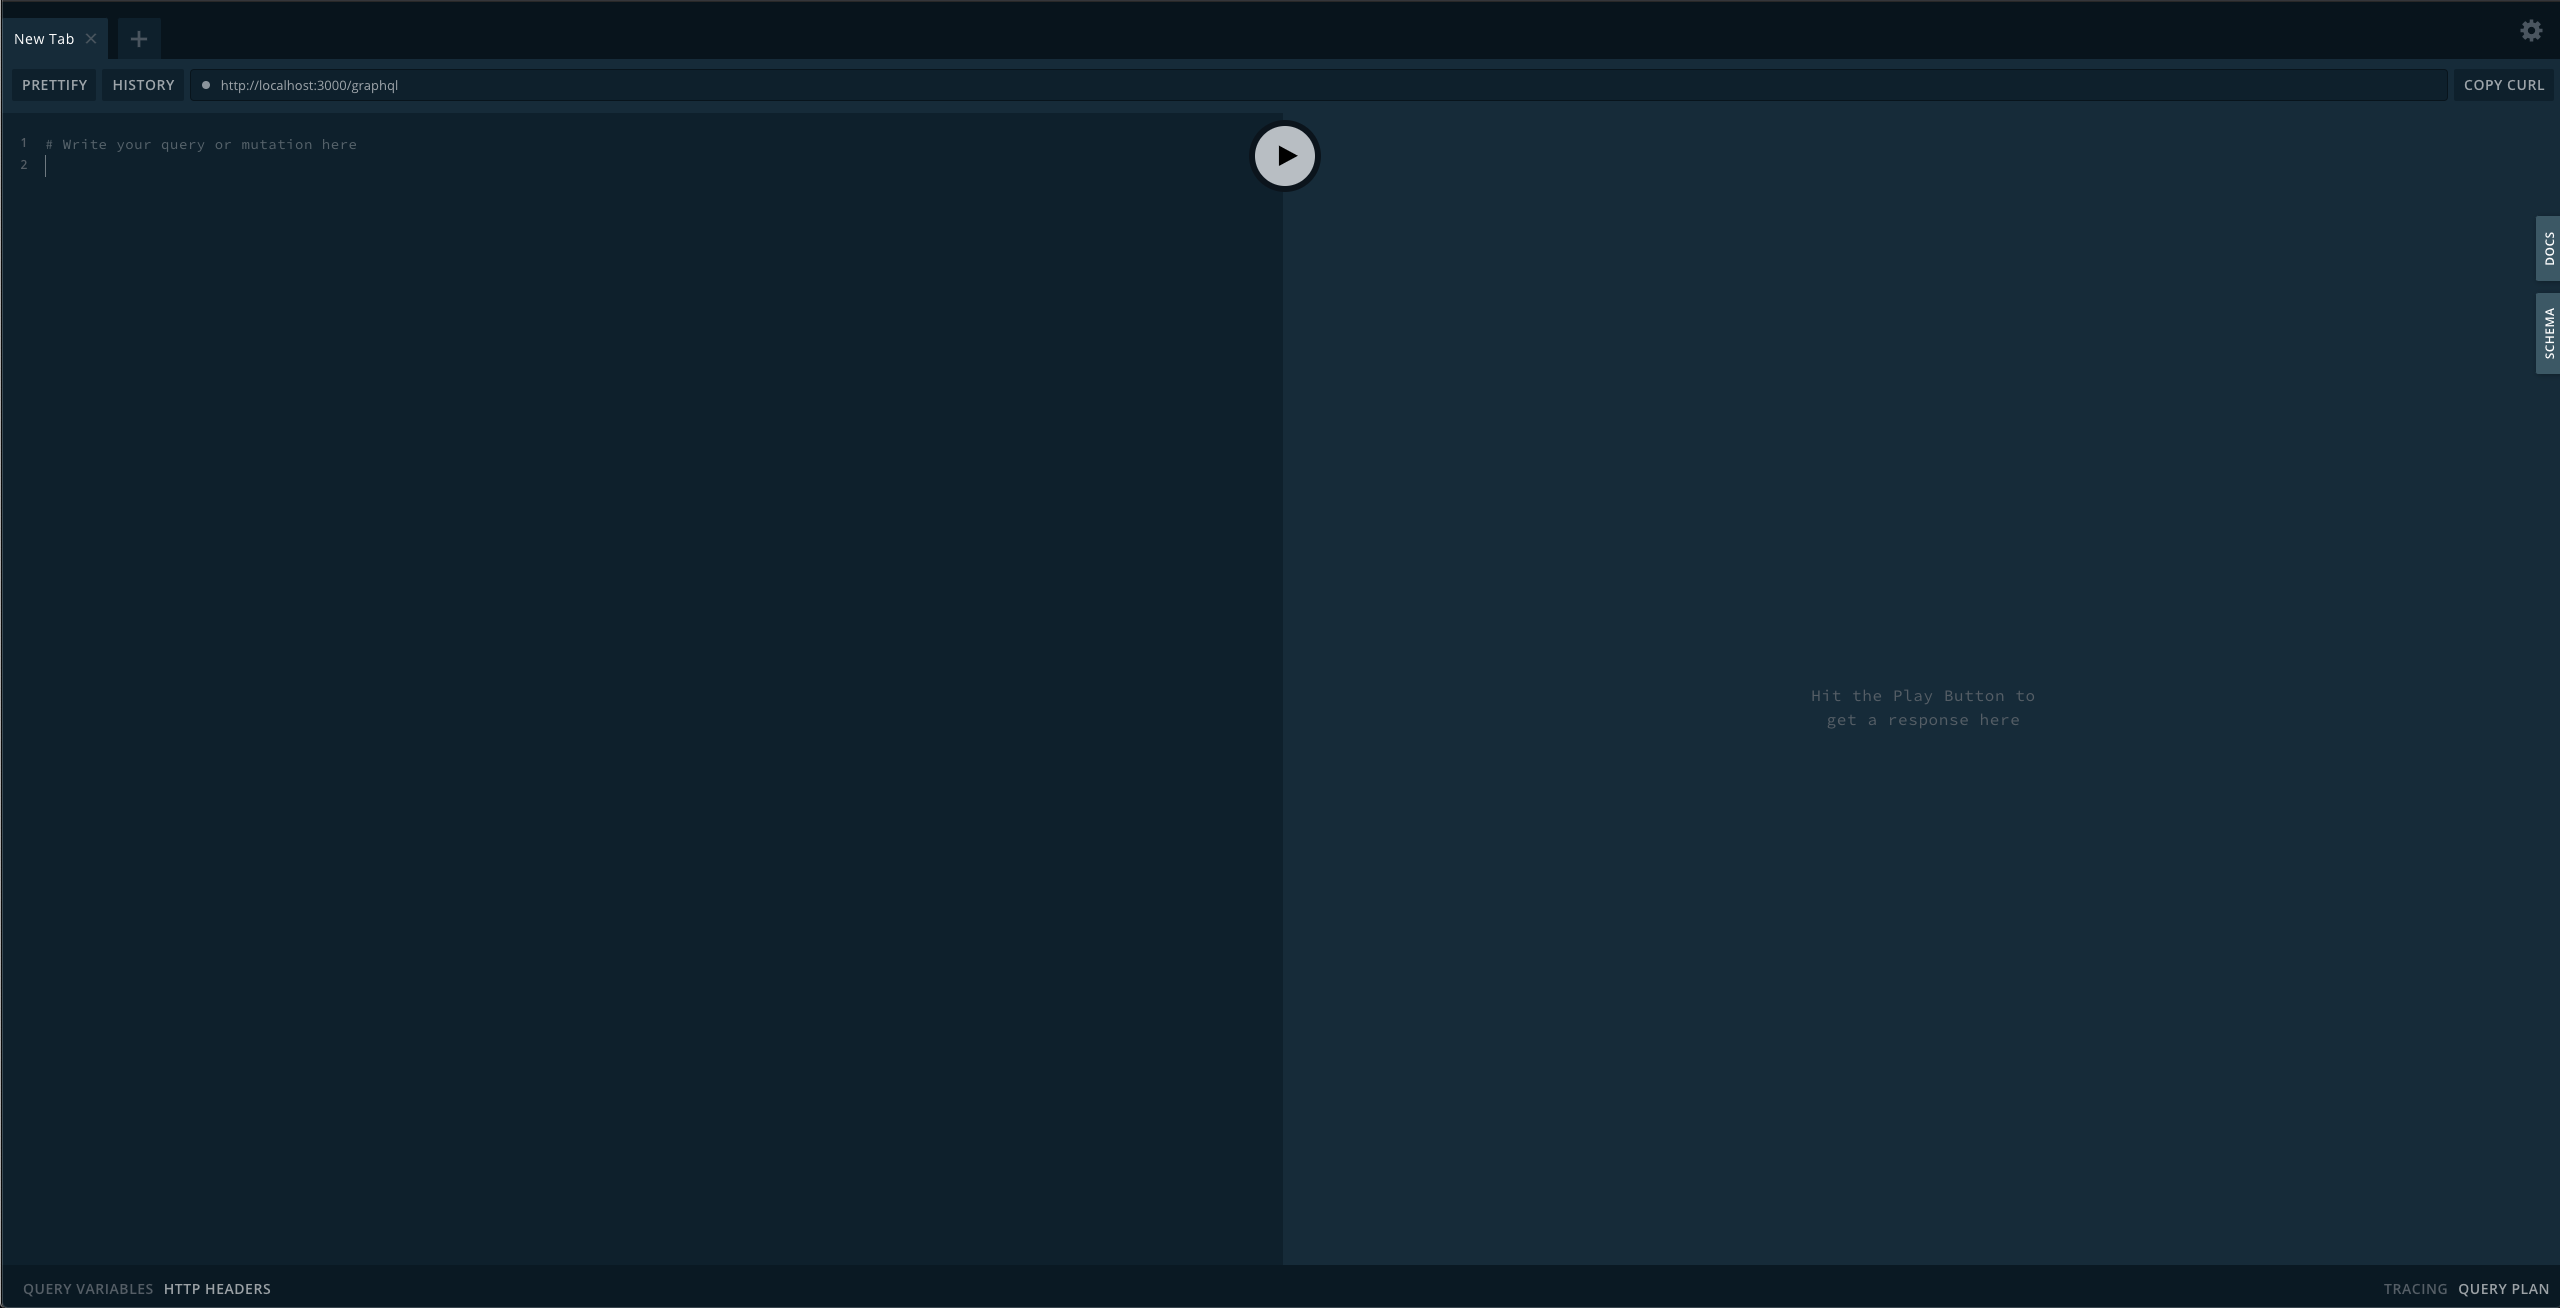 New Tab
PRETTIFY HISTORY http://localhost:3000/graphql COPY CURL
1 # Write your query or mutation here
2
DOCS
SCHEMA
Hit the Play Button to
get a response here
QUERY VARIABLES HTTP HEADERS TRACING QUERY PLAN